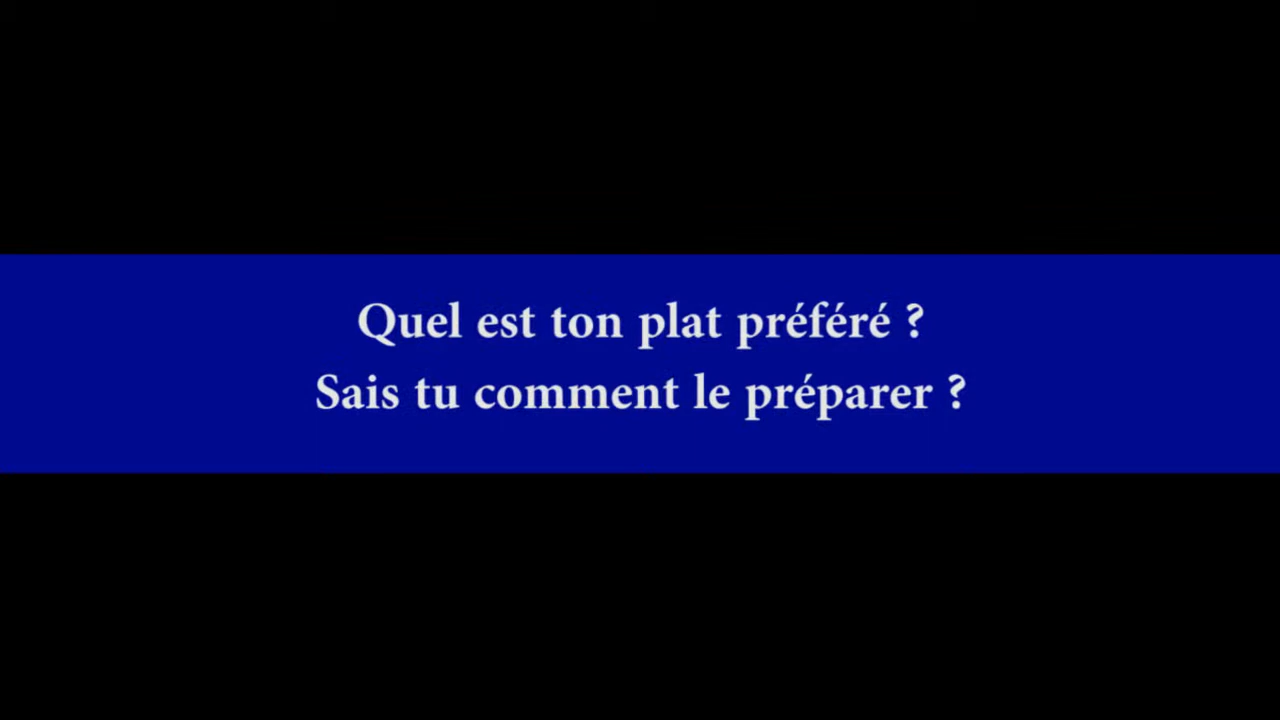 Quel est ton plat préféré ?
Sais tu comment le préparer ?